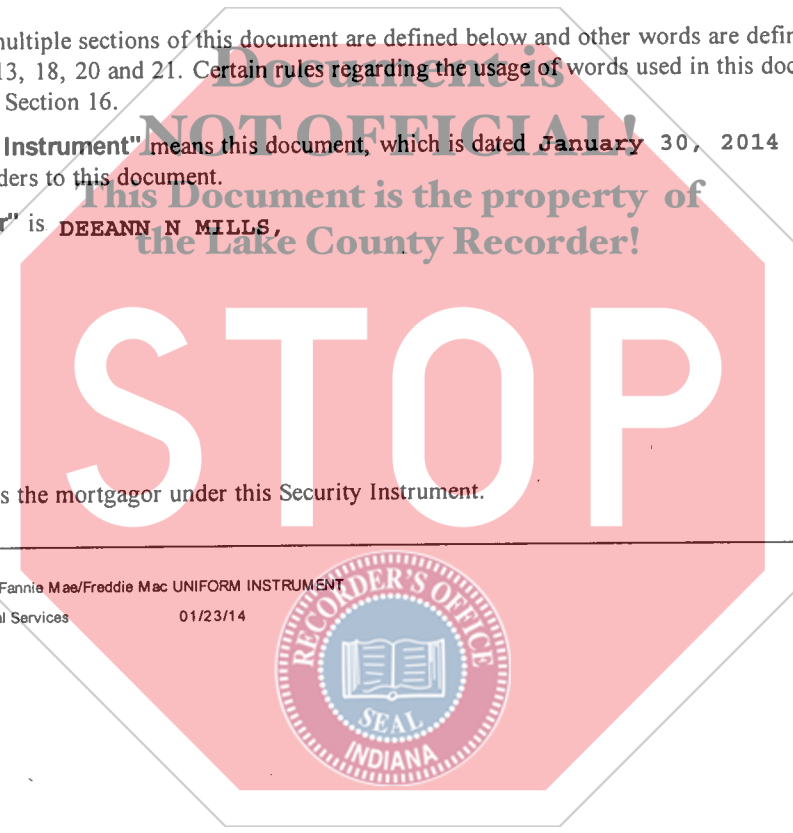 multiple sections of this document are defined below and other words are defin
13, 18, 20 and 21. Certain rules regarding the usage of words used in this doc
Section 16.
Document is
NOT OFFICIAL!
This Document is the property of
the Lake County Recorder!
Instrument" means this document, which is dated January 30, 2014
ders to this document.
r" is DEEANN N MILLS,
STOP
s the mortgagor under this Security Instrument.
Fannie Mae/Freddie Mac UNIFORM INSTRUMENT
al Services 01/23/14
RECORDER'S OFFICE
SEAL
INDIANA